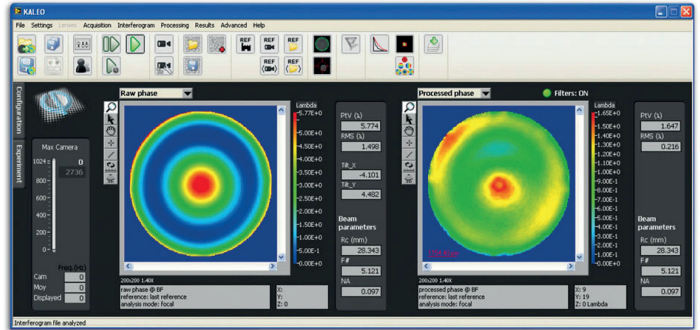 KALEO
File Settings Lenses Acquisition Interferogram Processing Results Advanced Help
REF REF REF
REF REF
Configuration
Experiment
Raw phase
Processed phase
Filters: ON
Max Camera
1024
0
2736
800
600
400
200
0
Freq.(Hz)
Cam 0
Moy 0
Displayed 0
Lambda
5.77E+0
5.00E+0
4.50E+0
4.00E+0
3.50E+0
3.00E+0
2.50E+0
2.00E+0
1.50E+0
1.00E+0
5.00E-1
0.00E+0
PtV (λ)
5.774
RMS (λ)
1.498
Tilt_X
-4.101
Tilt_Y
4.482
Beam
parameters
Rc (mm)
28.343
F#
5.121
NA
0.097
200x200 1.40X
raw phase @ BF
reference: last reference
analysis mode: focal
X:
Y:
Z: 0
Lambda
1.65E+0
1.50E+0
1.40E+0
1.30E+0
1.20E+0
1.10E+0
1.00E+0
9.00E-1
8.00E-1
7.00E-1
6.00E-1
5.00E-1
4.00E-1
3.00E-1
2.00E-1
1.00E-1
0.00E+0
PtV (λ)
1.647
RMS (λ)
0.216
Beam
parameters
Rc (mm)
28.343
F#
5.121
NA
0.097
200x200 1.40X
processed phase @ BF
reference: last reference
analysis mode: focal
X: 9
Y: 19
Z: 0 Lambda
Interferogram file analyzed